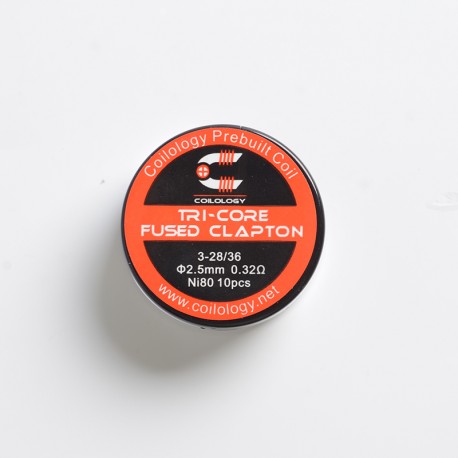 Coilology Prebuilt Coil
COILOLOGY
TRI-CORE
FUSED CLAPTON
3-28/36
Φ2.5mm 0.32Ω
Ni80 10pcs
www.coilology.net